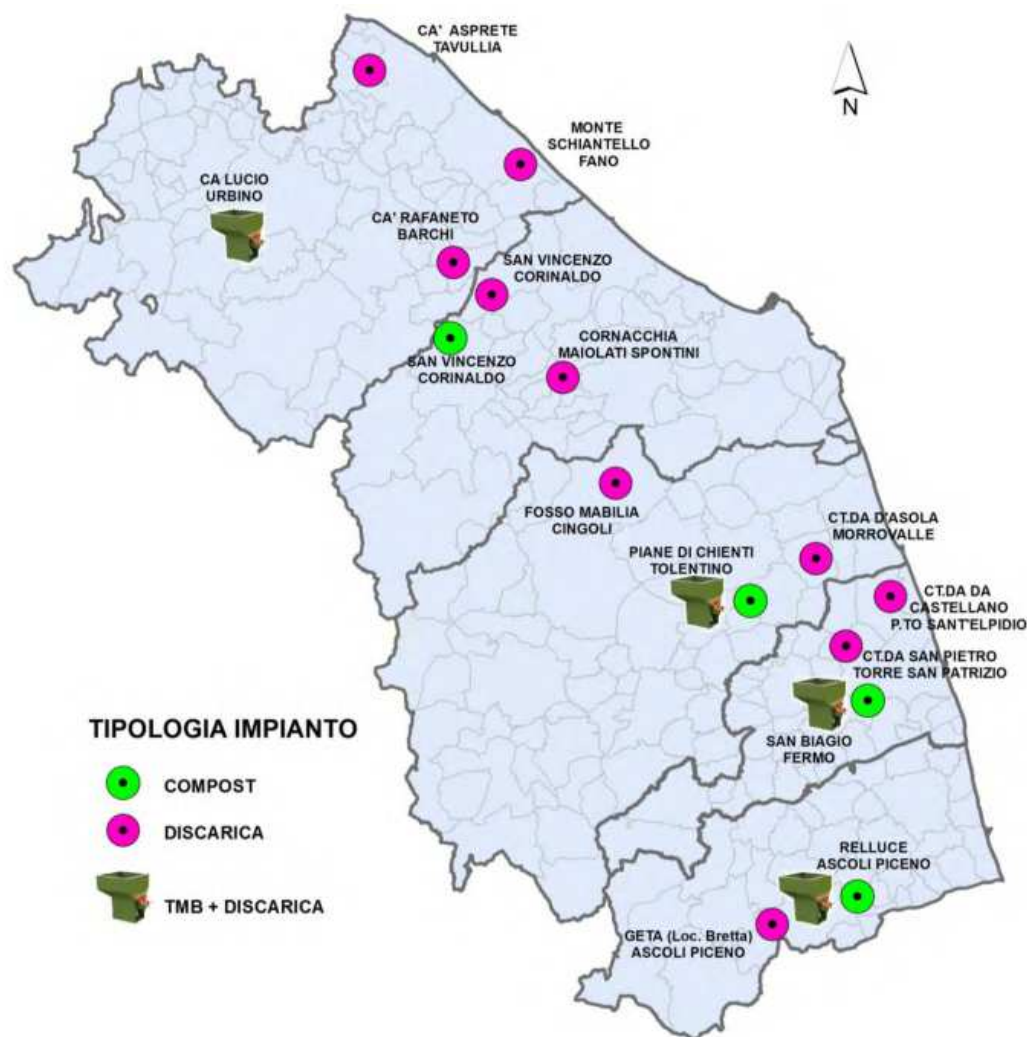 CA' ASPRETE
TAVULLIA
N
MONTE
SCHIANTELLO
FANO
CA LUCIO
URBINO
CA' RAFANETO
BARCHI
SAN VINCENZO
CORINALDO
SAN VINCENZO
CORINALDO
CORNACCHIA
MAIOLATI SPONTINI
FOSSO MABILIA
CINGOLI
CT.DA D'ASOLA
MORROVALLE
PIANE DI CHIENTI
TOLENTINO
CT.DA DA
CASTELLANO
P.TO SANT'ELPIDIO
CT.DA SAN PIETRO
TORRE SAN PATRIZIO
SAN BIAGIO
FERMO
RELLUCE
ASCOLI PICENO
GETA (Loc. Bretta)
ASCOLI PICENO
TIPOLOGIA IMPIANTO
COMPOST
DISCARICA
TMB + DISCARICA